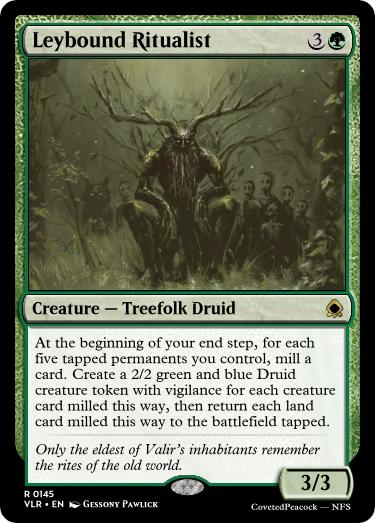 Leybound Ritualist 3
Creature — Treefolk Druid
At the beginning of your end step, for each
five tapped permanents you control, mill a
card. Create a 2/2 green and blue Druid
creature token with vigilance for each creature
card milled this way, then return each land
card milled this way to the battlefield tapped.
Only the eldest of Valir's inhabitants remember
the rites of the old world.
3/3
R 0145
VLR • EN Gessony Pawlick
CovetedPeacock — NFS